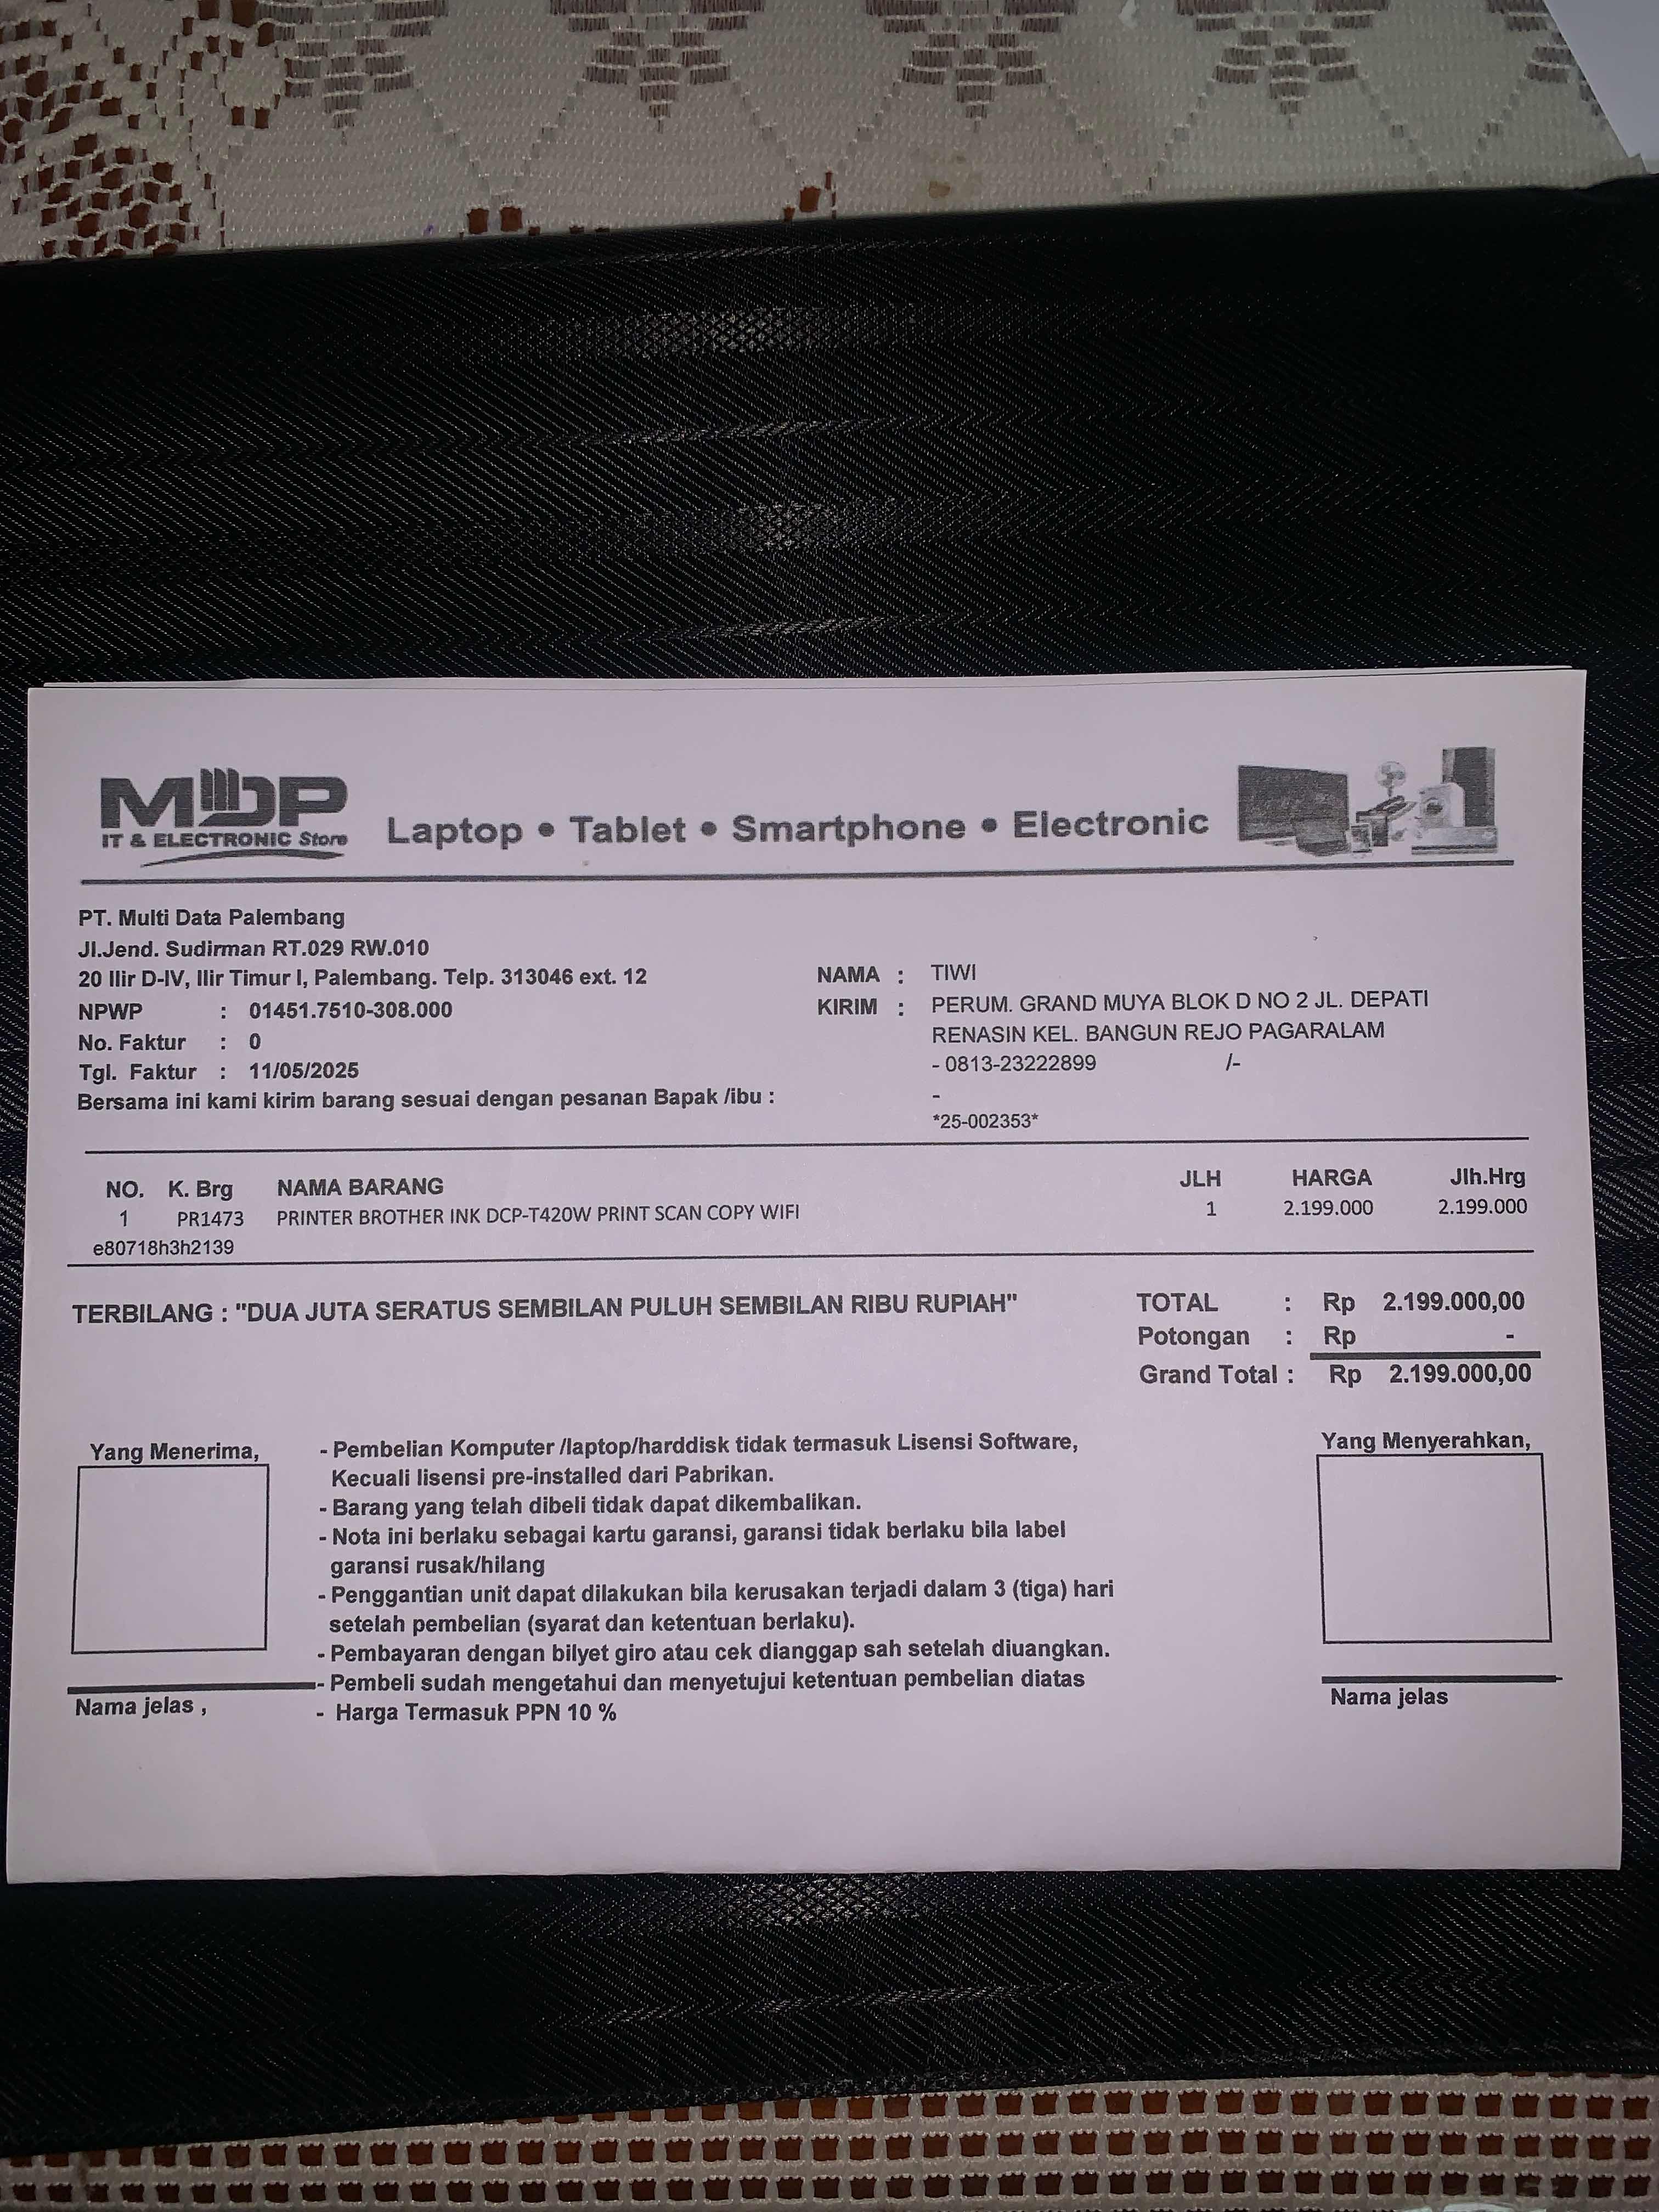 MDP
IT & ELECTRONIC Store
Laptop • Tablet • Smartphone • Electronic
PT. Multi Data Palembang
Jl.Jend. Sudirman RT.029 RW.010
20 Ilir D-IV, Ilir Timur I, Palembang. Telp. 313046 ext. 12
NPWP : 01451.7510-308.000
No. Faktur : 0
Tgl. Faktur : 11/05/2025
Bersama ini kami kirim barang sesuai dengan pesanan Bapak /ibu :
NAMA : TIWI
KIRIM : PERUM. GRAND MUYA BLOK D NO 2 JL. DEPATI
RENASIN KEL. BANGUN REJO PAGARALAM
- 0813-23222899 /-
-
*25-002353*
NO. K. Brg NAMA BARANG JLH HARGA Jlh.Hrg
1 PR1473 PRINTER BROTHER INK DCP-T420W PRINT SCAN COPY WIFI 1 2.199.000 2.199.000
e80718h3h2139
TERBILANG : "DUA JUTA SERATUS SEMBILAN PULUH SEMBILAN RIBU RUPIAH"
TOTAL : Rp 2.199.000,00
Potongan : Rp -
Grand Total : Rp 2.199.000,00
Yang Menerima,
Nama jelas ,
- Pembelian Komputer /laptop/harddisk tidak termasuk Lisensi Software,
Kecuali lisensi pre-installed dari Pabrikan.
- Barang yang telah dibeli tidak dapat dikembalikan.
- Nota ini berlaku sebagai kartu garansi, garansi tidak berlaku bila label
garansi rusak/hilang
- Penggantian unit dapat dilakukan bila kerusakan terjadi dalam 3 (tiga) hari
setelah pembelian (syarat dan ketentuan berlaku).
- Pembayaran dengan bilyet giro atau cek dianggap sah setelah diuangkan.
- Pembeli sudah mengetahui dan menyetujui ketentuan pembelian diatas
- Harga Termasuk PPN 10 %
Yang Menyerahkan,
Nama jelas